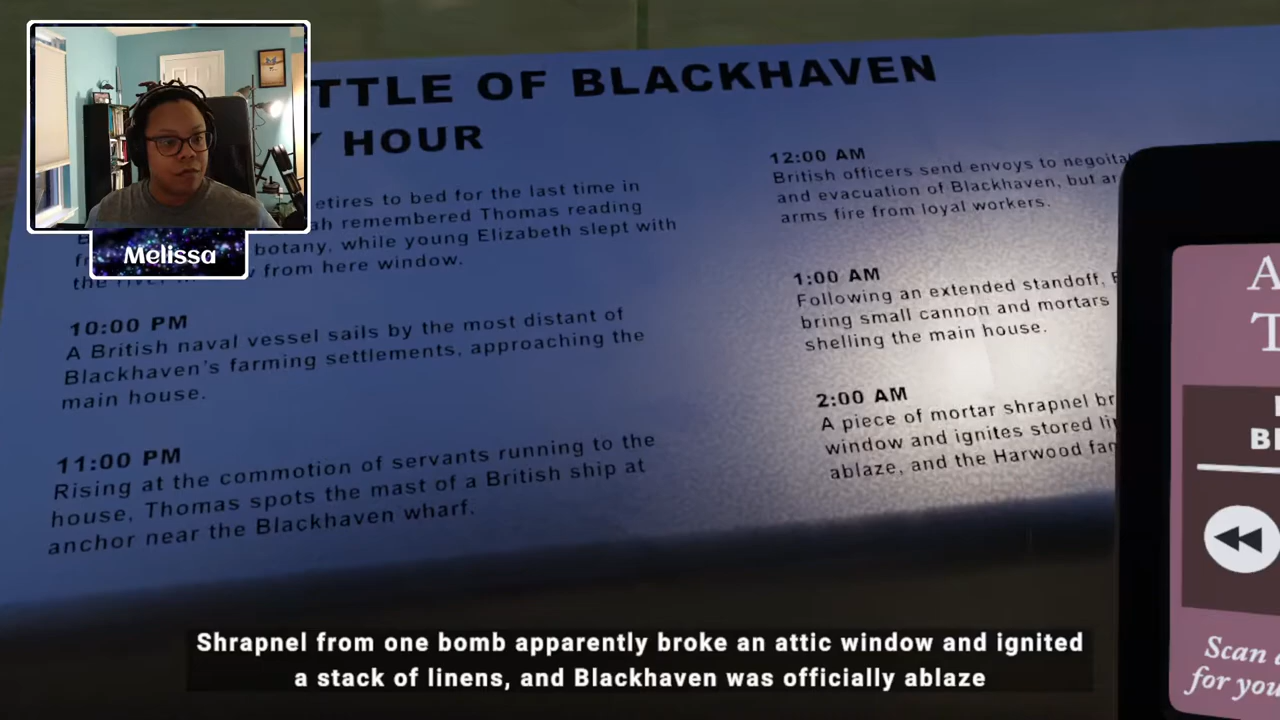 TTLE OF BLACKHAVEN
HOUR
etires to bed for the last time in
ah remembered Thomas reading
botany, while young Elizabeth slept with
the river from here window.
10:00 PM
A British naval vessel sails by the most distant of
Blackhaven's farming settlements, approaching the
main house.
11:00 PM
Rising at the commotion of servants running to the
house, Thomas spots the mast of a British ship at
anchor near the Blackhaven wharf.
12:00 AM
British officers send envoys to negoita
and evacuation of Blackhaven, but ar
arms fire from loyal workers.
1:00 AM
Following an extended standoff,
bring small cannon and mortars
shelling the main house.
2:00 AM
A piece of mortar shrapnel br
window and ignites stored li
ablaze, and the Harwood fam
Melissa
A
T
BL
Scan
for you
Shrapnel from one bomb apparently broke an attic window and ignited
a stack of linens, and Blackhaven was officially ablaze